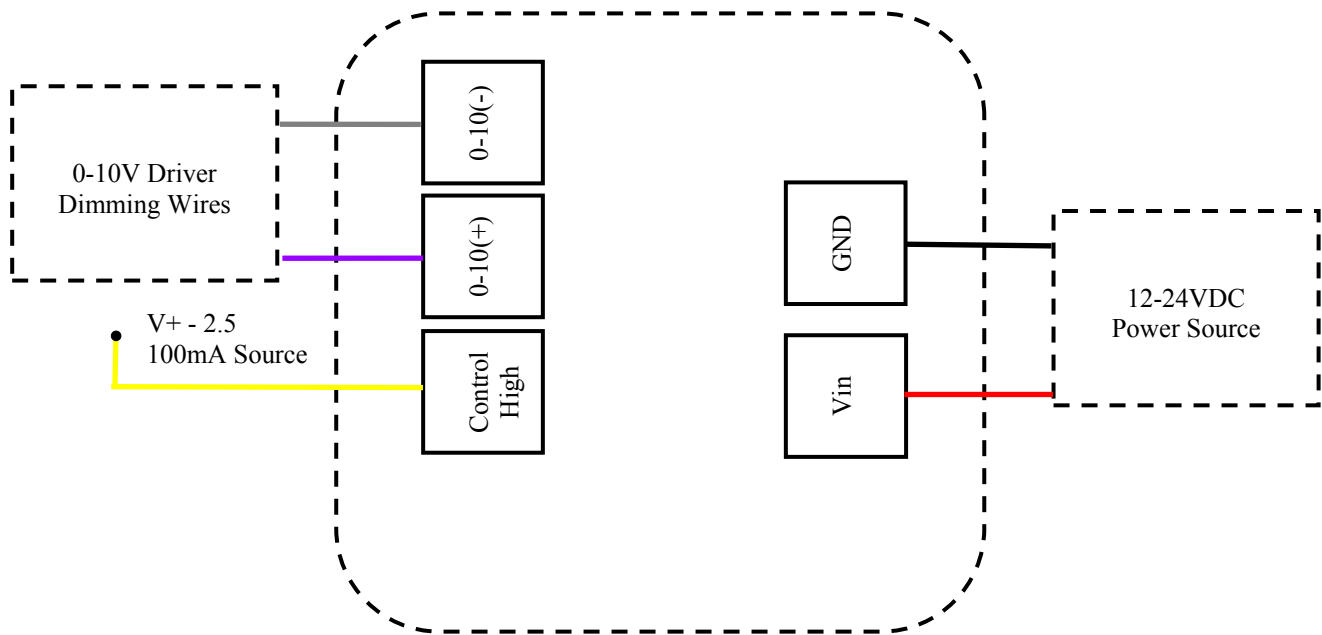 0-10V Driver
Dimming Wires
V+ - 2.5
100mA Source
0-10(-)
0-10(+)
Control
High
GND
Vin
12-24VDC
Power Source